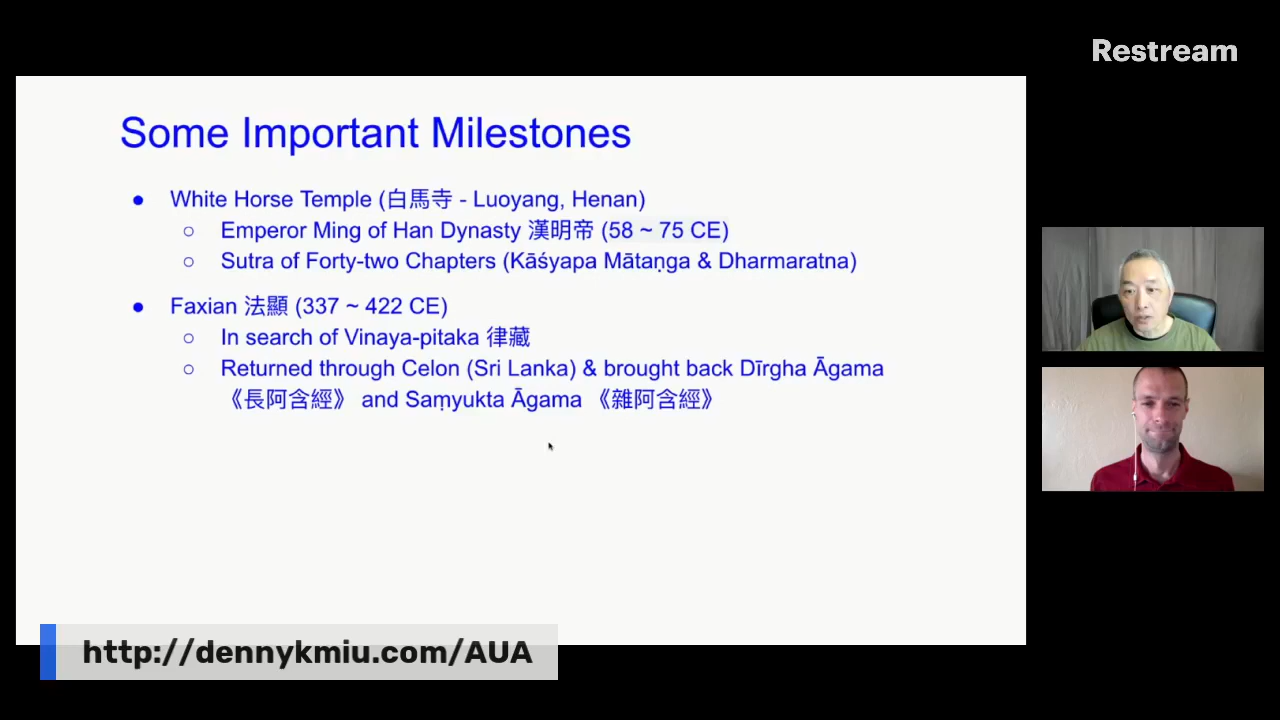 Restream
Some Important Milestones
● White Horse Temple (白馬寺 - Luoyang, Henan)
○ Emperor Ming of Han Dynasty 漢明帝 (58 ~ 75 CE)
○ Sutra of Forty-two Chapters (Kāśyapa Mātaṇga & Dharmaratna)
● Faxian 法顯 (337 ~ 422 CE)
○ In search of Vinaya-pitaka 律藏
○ Returned through Celon (Sri Lanka) & brought back Dīrgha Āgama
《長阿含經》 and Saṃyukta Āgama 《雜阿含經》
http://dennykmiu.com/AUA